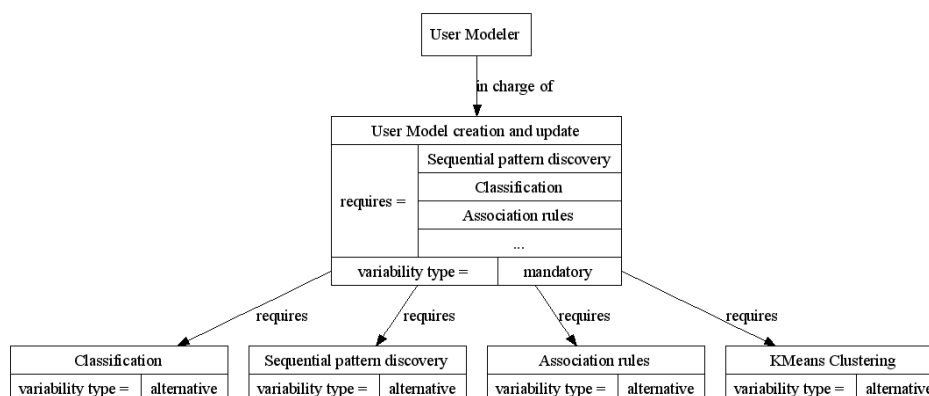 User Modeler
in charge of
User Model creation and update
requires =
Sequential pattern discovery
Classification
Association rules
...
variability type = mandatory
requires requires requires requires
Classification Sequential pattern discovery Association rules KMeans Clustering
variability type = alternative variability type = alternative variability type = alternative variability type = alternative